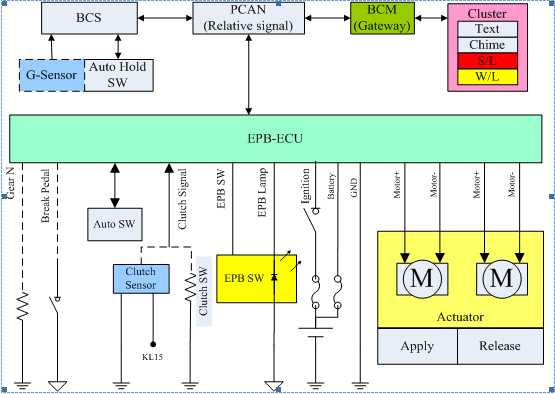 BCS
PCAN
(Relative signal)
BCM
(Gateway)
Cluster
Text
Chime
S/L
W/L
G-Sensor
Auto Hold
SW
EPB-ECU
Gear N
Break Pedal
Clutch Signal
EPB SW
EPB Lamp
Ignition
Battery
GND
Motor+
Motor-
Motor+
Motor-
Auto SW
Clutch
Sensor
Clutch SW
EPB SW
M
M
Actuator
KL15
Apply
Release